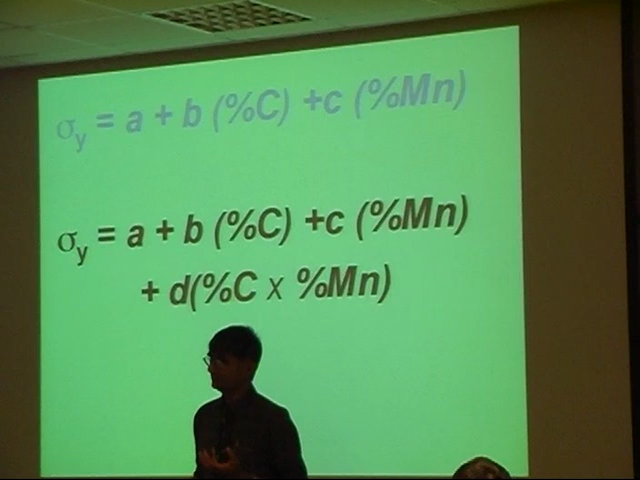 σy = a + b (%C) +c (%Mn)
σy = a + b (%C) +c (%Mn)
+ d(%C x %Mn)